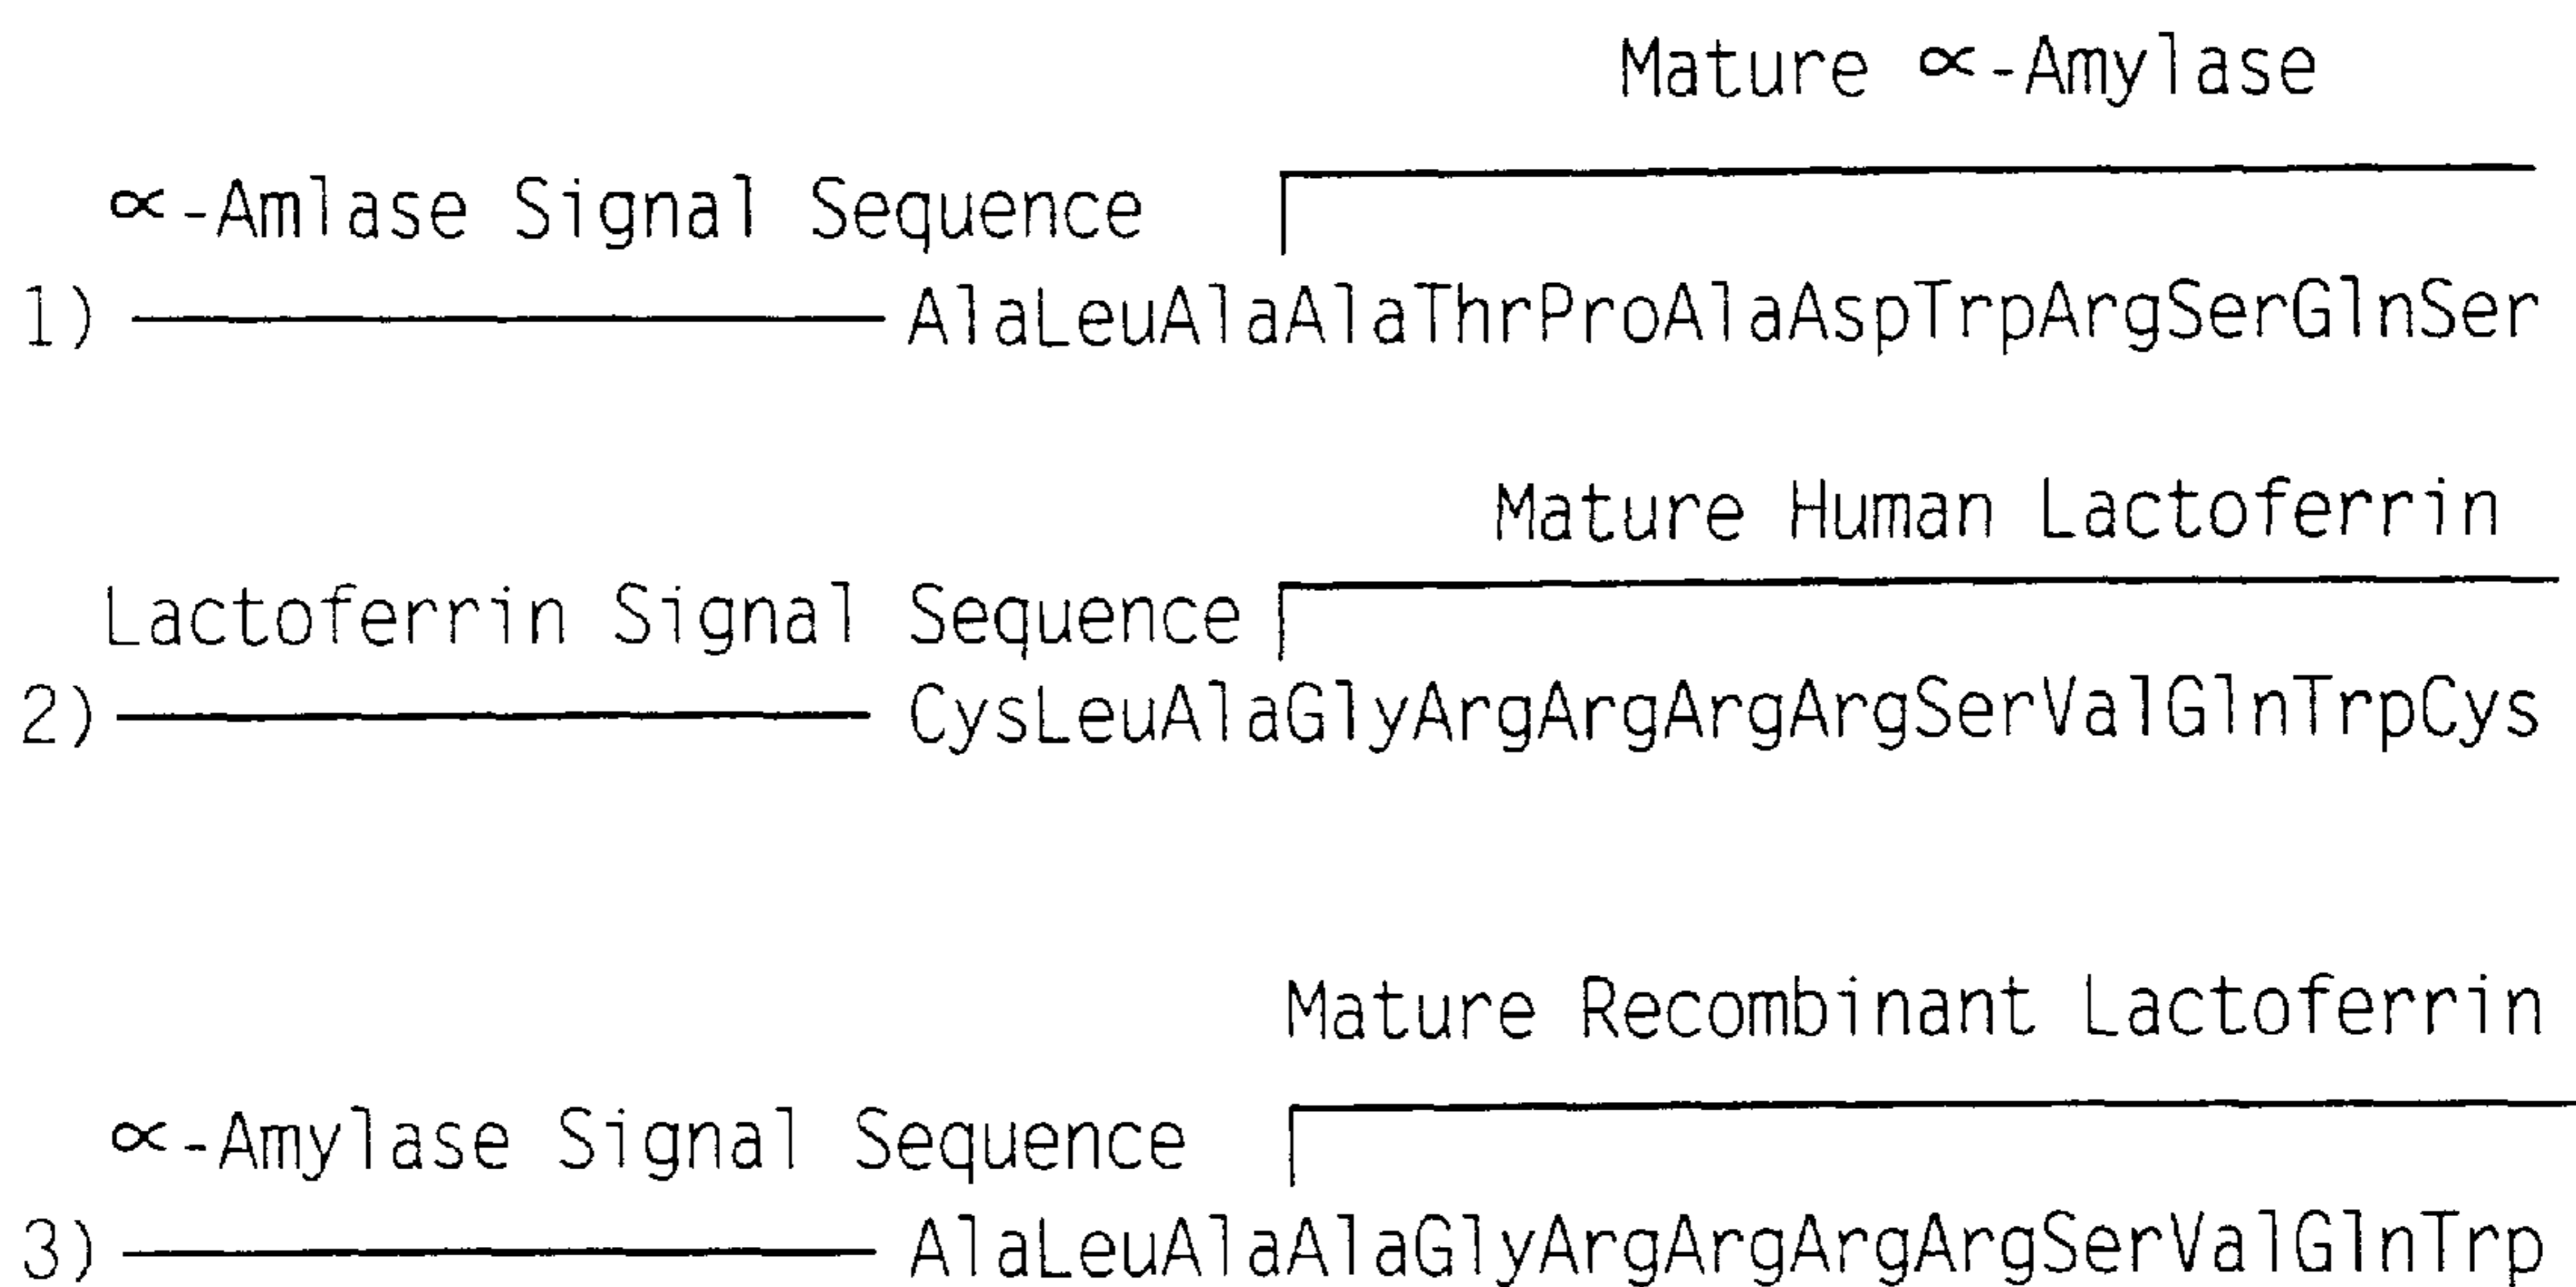 Mature ∝-Amylase
∝-Amlase Signal Sequence
1) AlaLeuAlaAlaThrProAlaAspTrpArgSerGlnSer
Mature Human Lactoferrin
Lactoferrin Signal Sequence
2) CysLeuAlaGlyArgArgArgArgSerValGlnTrpCys
Mature Recombinant Lactoferrin
∝-Amylase Signal Sequence
3) AlaLeuAlaAlaGlyArgArgArgArgSerValGlnTrp